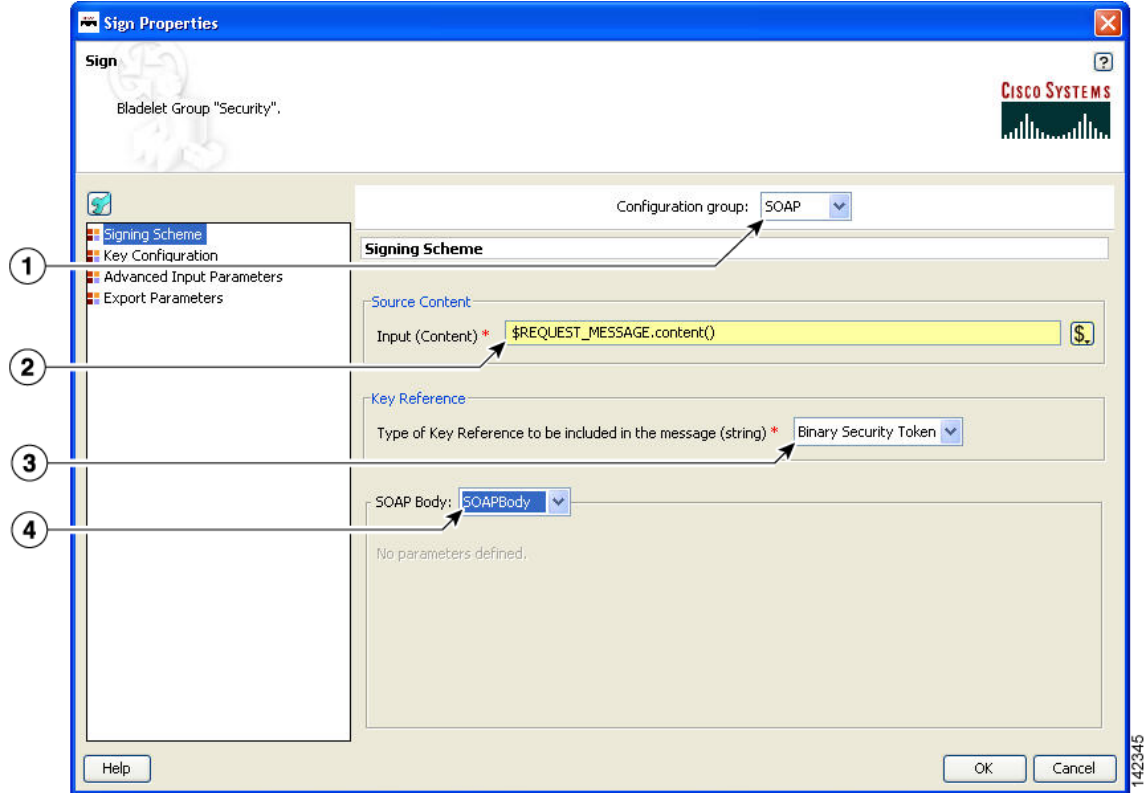 Sign Properties
Sign
?
Bladelet Group "Security".
CISCO SYSTEMS
Configuration group: SOAP
Signing Scheme
Key Configuration
Advanced Input Parameters
Export Parameters
Signing Scheme
1
Source Content
Input (Content) * $REQUEST_MESSAGE.content() $
2
Key Reference
Type of Key Reference to be included in the message (string) * Binary Security Token
3
SOAP Body: SOAPBody
4
No parameters defined.
Help
OK
Cancel
142345